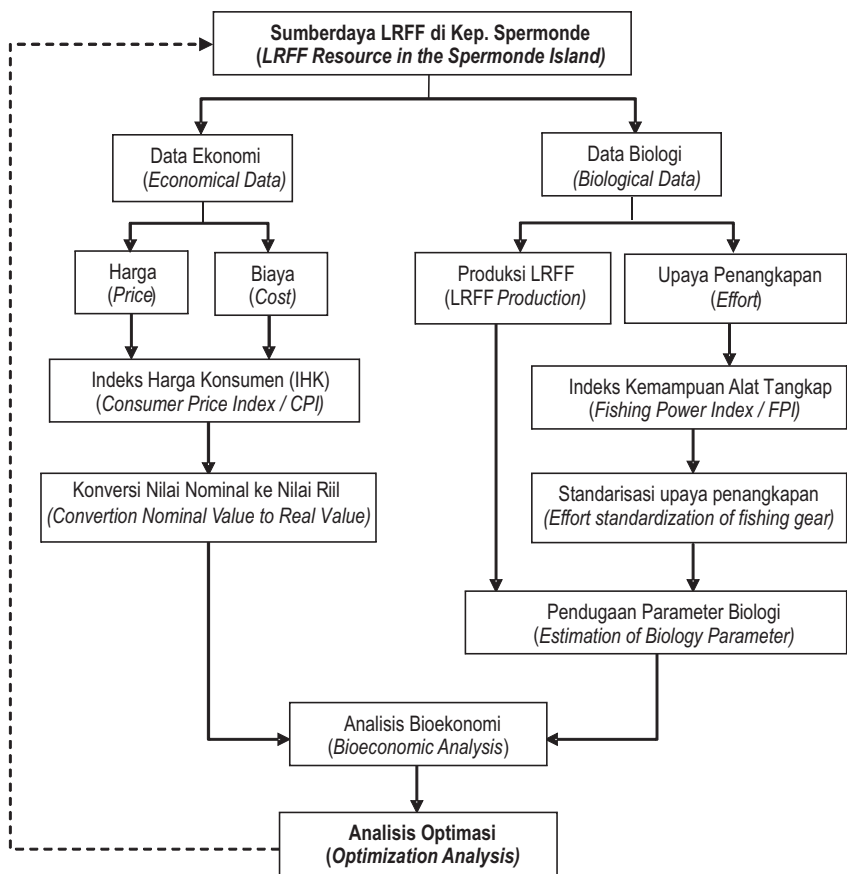 Sumberdaya LRFF di Kep. Spermonde
(LRFF Resource in the Spermonde Island)
Data Ekonomi
(Economical Data)
Data Biologi
(Biological Data)
Harga
(Price)
Biaya
(Cost)
Produksi LRFF
(LRFF Production)
Upaya Penangkapan
(Effort)
Indeks Harga Konsumen (IHK)
(Consumer Price Index / CPI)
Indeks Kemampuan Alat Tangkap
(Fishing Power Index / FPI)
Konversi Nilai Nominal ke Nilai Riil
(Convertion Nominal Value to Real Value)
Standarisasi upaya penangkapan
(Effort standardization of fishing gear)
Pendugaan Parameter Biologi
(Estimation of Biology Parameter)
Analisis Bioekonomi
(Bioeconomic Analysis)
Analisis Optimasi
(Optimization Analysis)